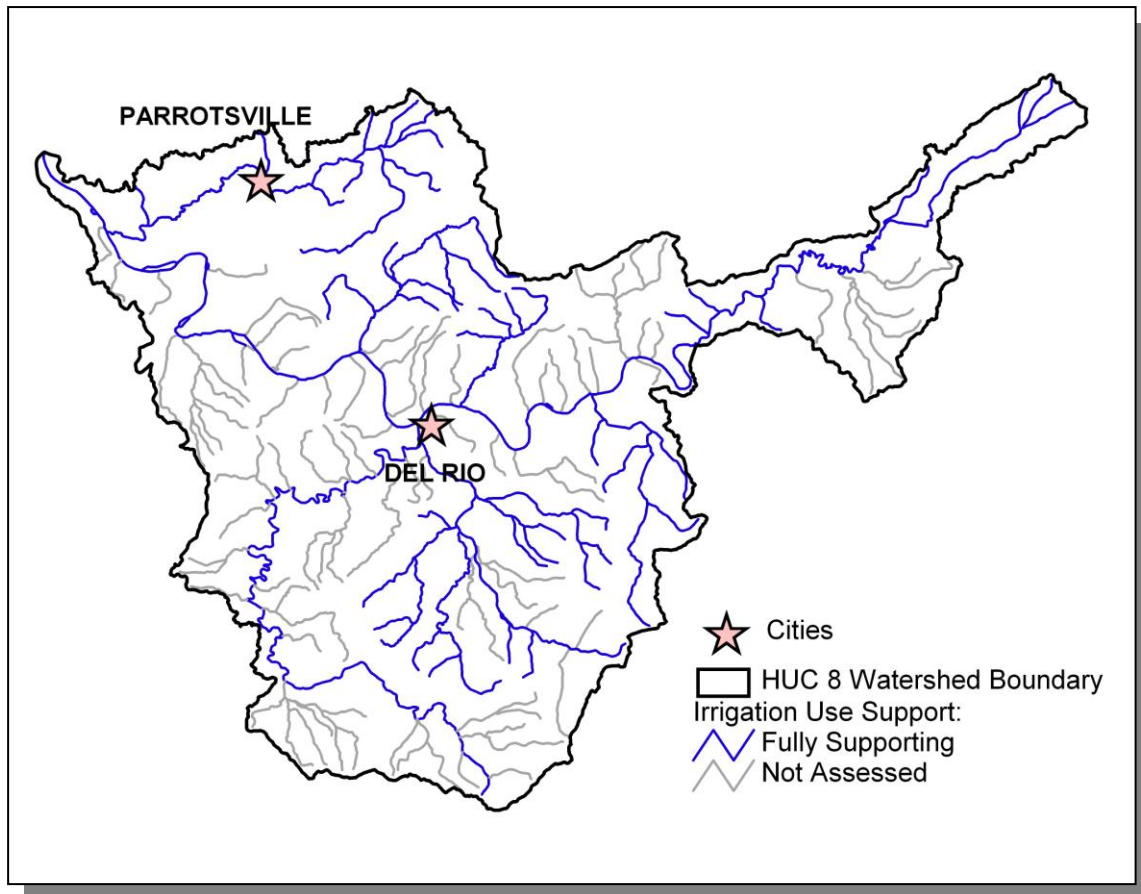 PARROTSVILLE
DEL RIO
Cities
HUC 8 Watershed Boundary
Irrigation Use Support:
Fully Supporting
Not Assessed